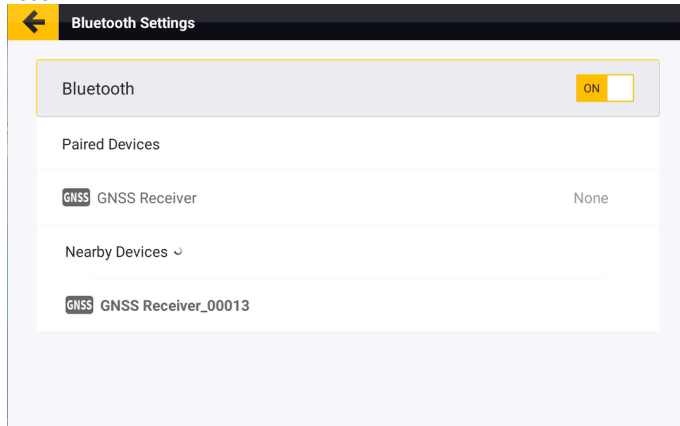 Bluetooth Settings
Bluetooth ON
Paired Devices
GNSS GNSS Receiver None
Nearby Devices
GNSS GNSS Receiver_00013